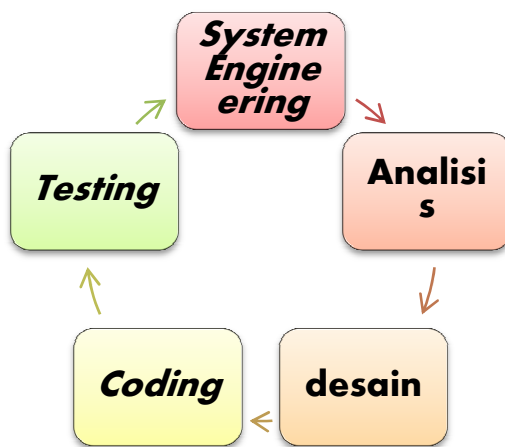 System
Engine
ering
Analisi
s
desain
Coding
Testing